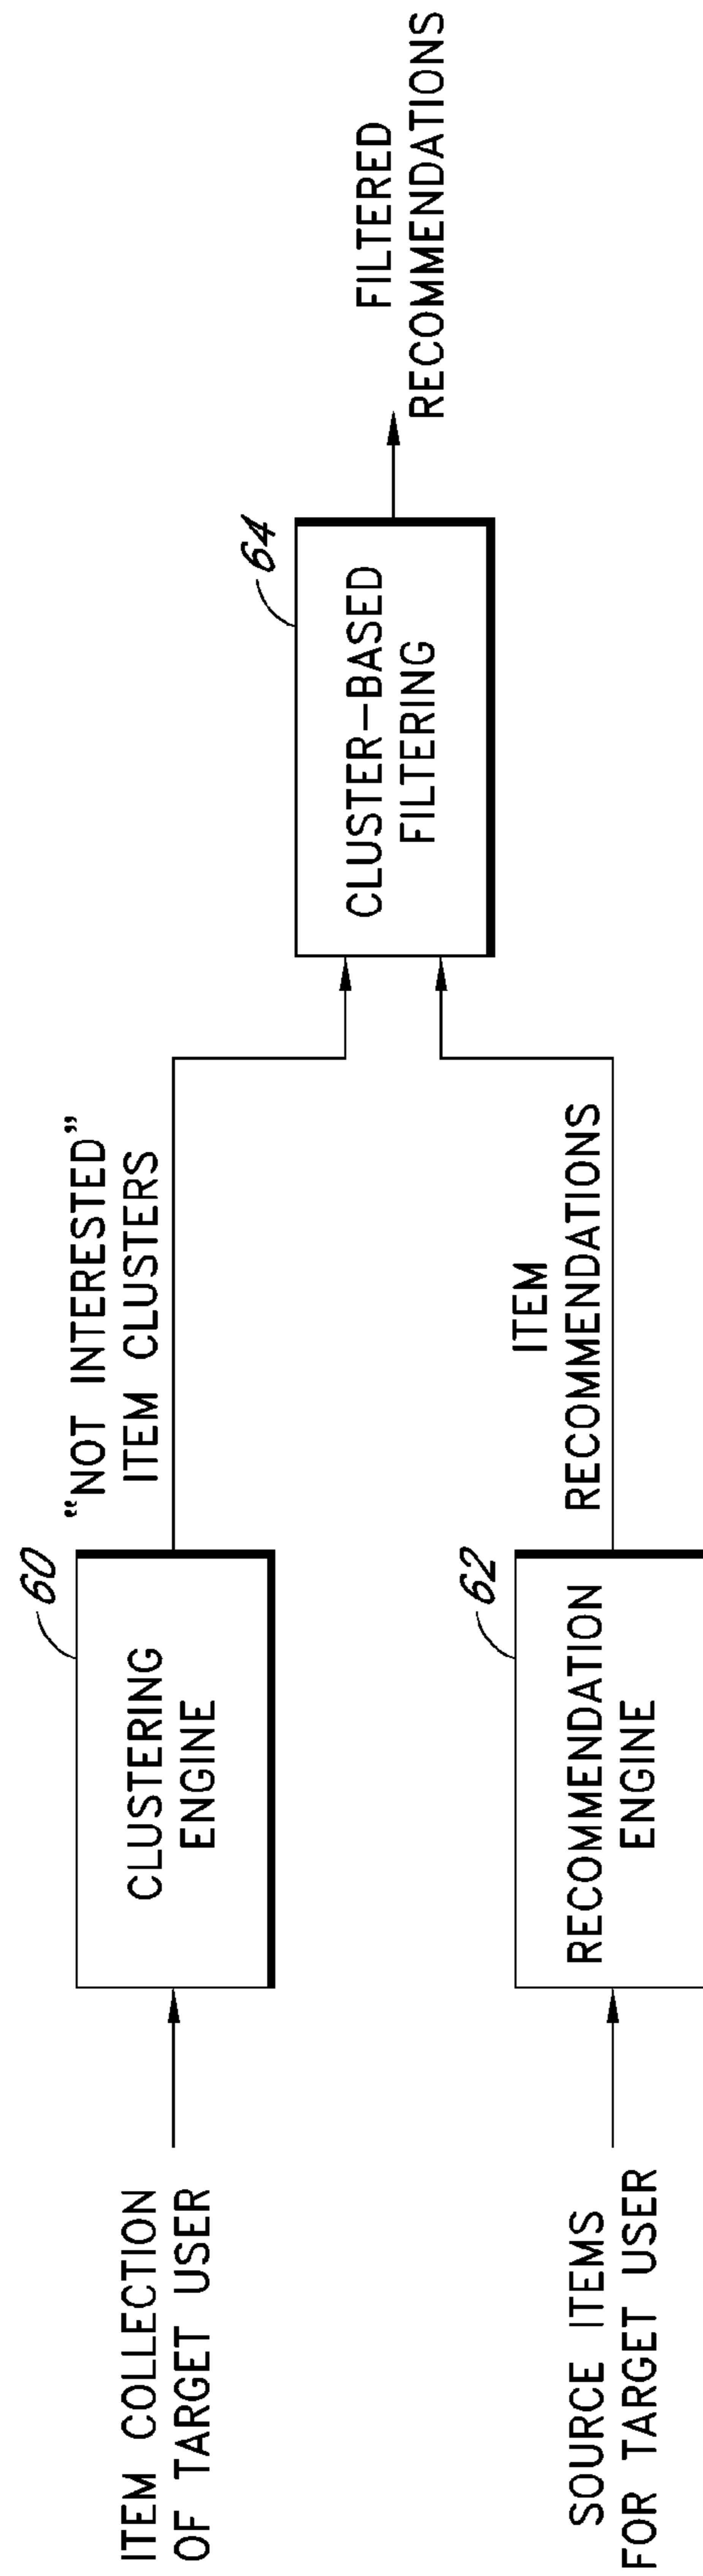 ITEM COLLECTION
OF TARGET USER
60
CLUSTERING
ENGINE
“NOT INTERESTED”
ITEM CLUSTERS
SOURCE ITEMS
FOR TARGET USER
62
RECOMMENDATION
ENGINE
ITEM
RECOMMENDATIONS
64
CLUSTER-BASED
FILTERING
FILTERED
RECOMMENDATIONS